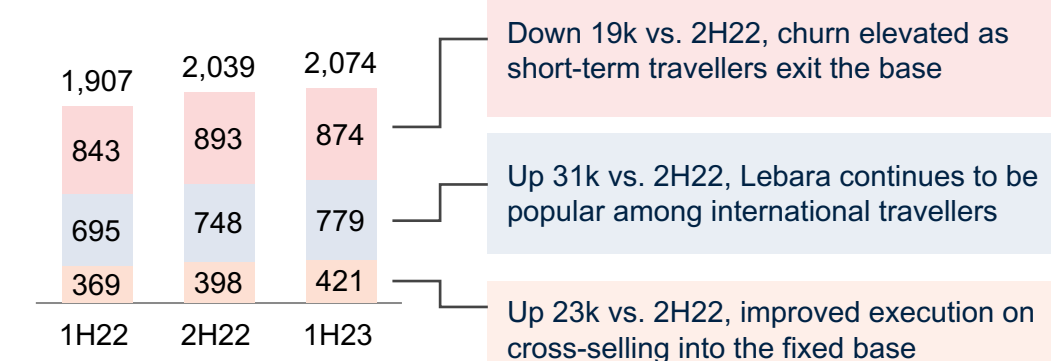 1,907
2,039
2,074
843
893
874
695
748
779
369
398
421
1H22
2H22
1H23
Down 19k vs. 2H22, churn elevated as
short-term travellers exit the base
Up 31k vs. 2H22, Lebara continues to be
popular among international travellers
Up 23k vs. 2H22, improved execution on
cross-selling into the fixed base